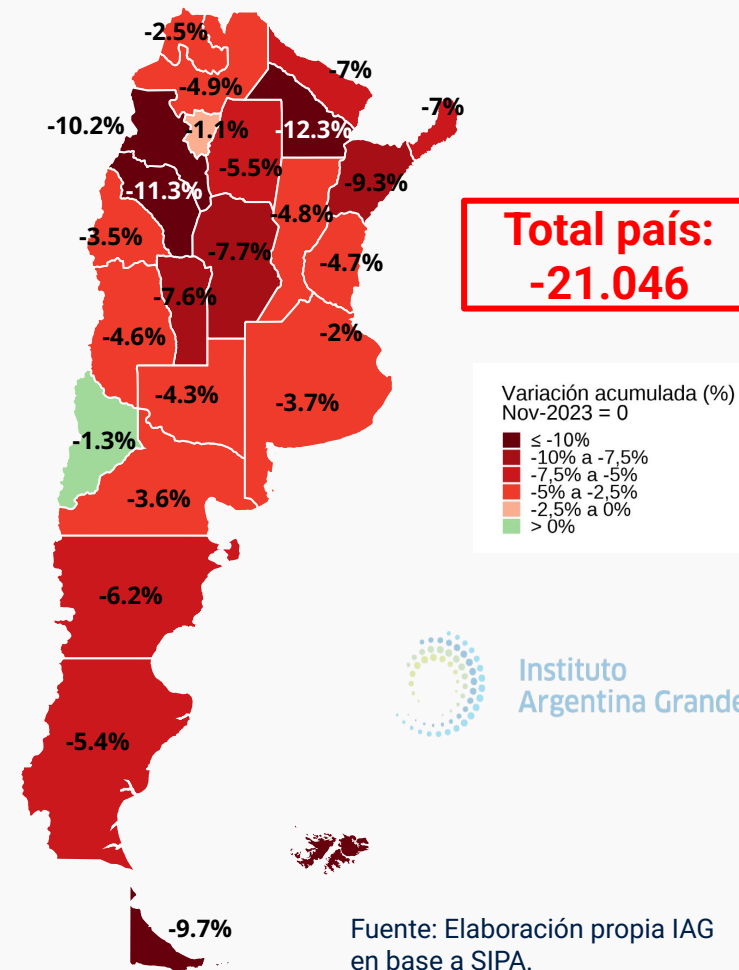 -2.5%
-7%
-4.9%
-7%
-10.2%
-1.1%
-12.3%
-5.5%
-9.3%
-11.3%
-4.8%
-3.5%
-7.7%
-4.7%
-7.6%
-4.6%
-2%
-4.3%
-3.7%
-1.3%
-3.6%
-6.2%
-5.4%
-9.7%
Total país:
-21.046
Variación acumulada (%)
Nov-2023 = 0
≤ -10%
-10% a -7,5%
-7,5% a -5%
-5% a -2,5%
-2,5% a 0%
> 0%
Instituto
Argentina Grande
Fuente: Elaboración propia IAG
en base a SIPA.